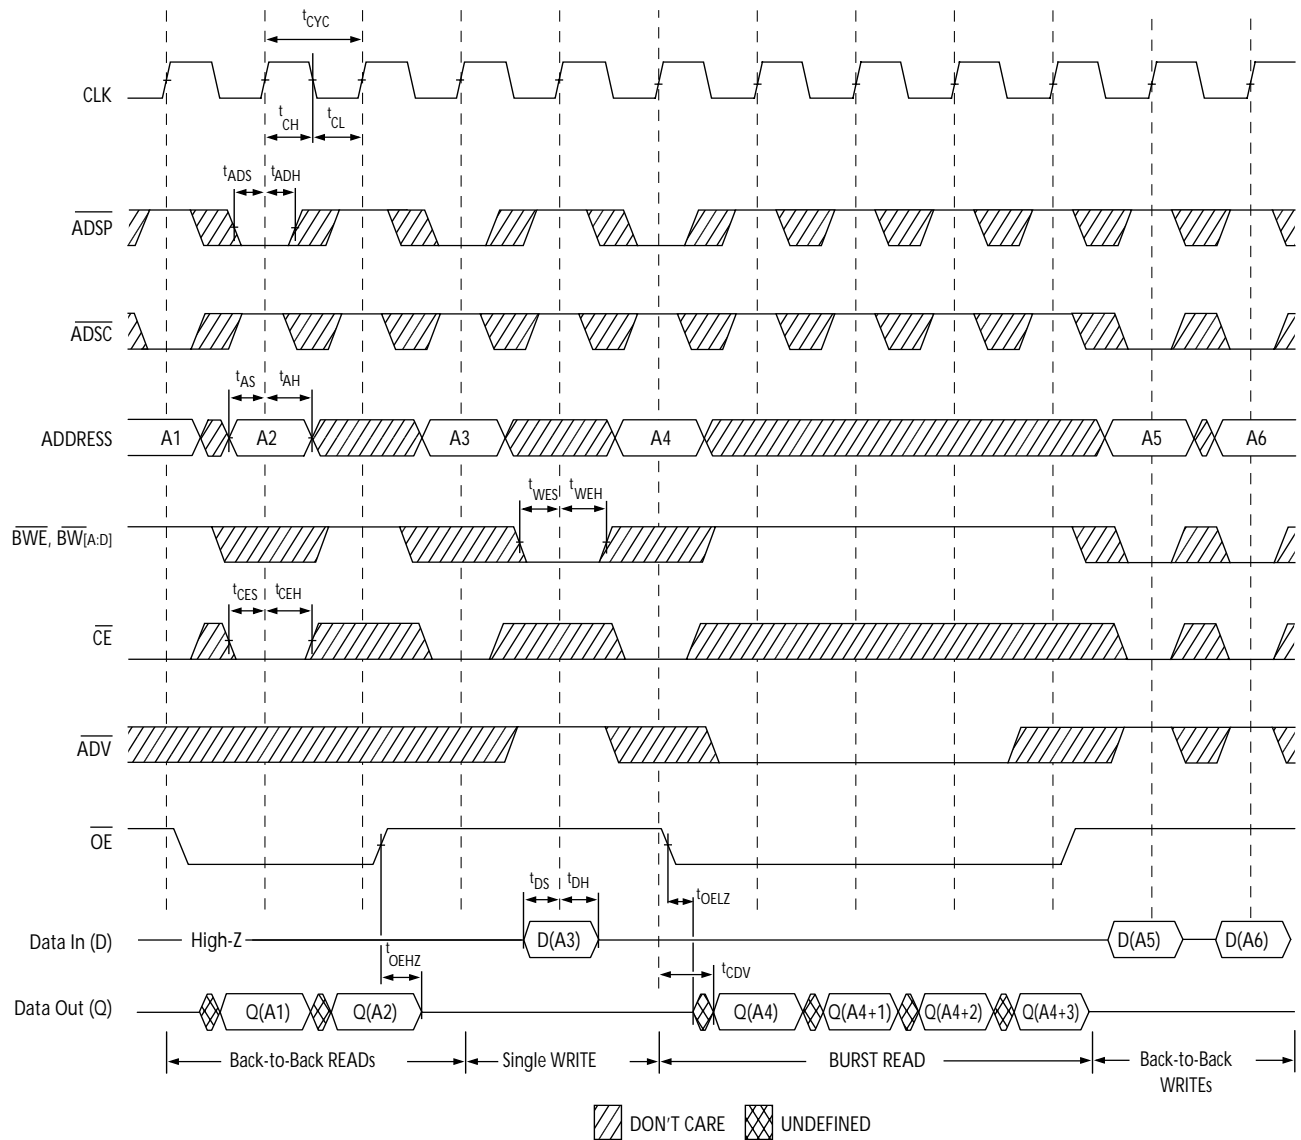 tCYC
CLK
tCH
tCL
tADS
tADH
ADSP
ADSC
tAS
tAH
ADDRESS
A1
A2
A3
A4
A5
A6
tWES
tWEH
BWE, BW[A:D]
tCES
tCEH
CE
ADV
OE
tDS
tDH
tOELZ
Data In (D)
High-Z
D(A3)
D(A5)
D(A6)
tOEHZ
tCDV
Data Out (Q)
Q(A1)
Q(A2)
Q(A4)
Q(A4+1)
Q(A4+2)
Q(A4+3)
Back-to-Back READs
Single WRITE
BURST READ
Back-to-Back
WRITEs
DON'T CARE
UNDEFINED